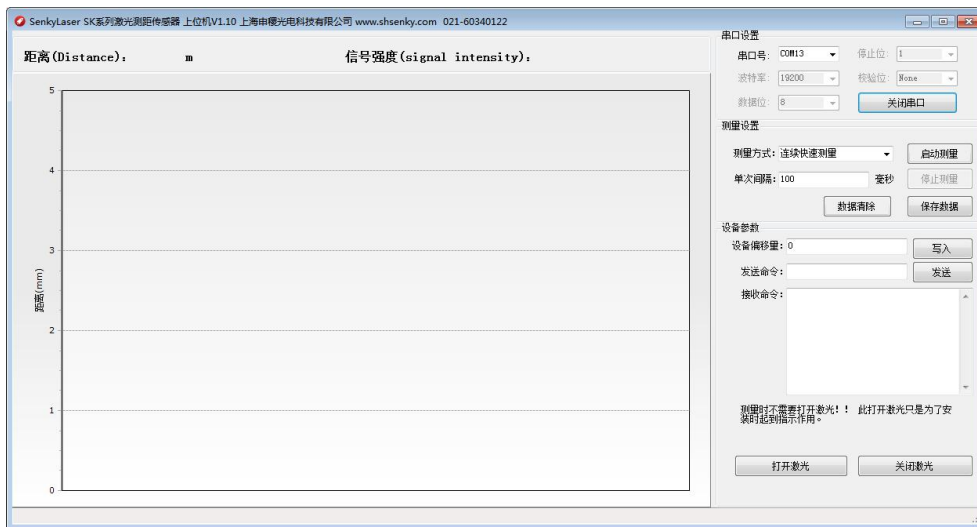 SenkyLaser SK系列激光测距传感器 上位机V1.10 上海申稷光电科技有限公司 www.shsenky.com 021-60340122
距离(Distance): m 信号强度(signal intensity):
5
4
3
2
1
0
距离(mm)
串口设置
串口号: COM13 停止位: 1
波特率: 19200 校验位: None
数据位: 8 关闭串口
测量设置
测量方式: 连续快速测量 启动测量
单次间隔: 100 毫秒 停止测量
数据清除 保存数据
设备参数
设备偏移量: 0 写入
发送命令: 发送
接收命令:
测量时不需要打开激光!! 此打开激光只是为了安
装时起到指示作用。
打开激光 关闭激光